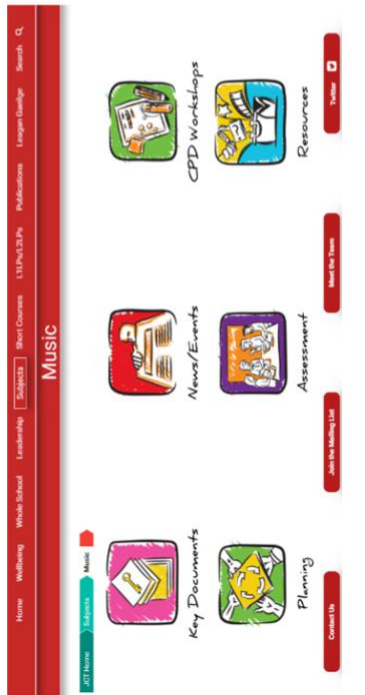 Home Wellbeing Whole School Leadership Subjects Short Courses L1LPs/L2LPs Publications Leagan Gaeilge Search
Music
JCT Home Subjects Music
Key Documents News/Events CPD Workshops
Planning Assessment Resources
Contact Us Join the Mailing List Meet the Team Twitter